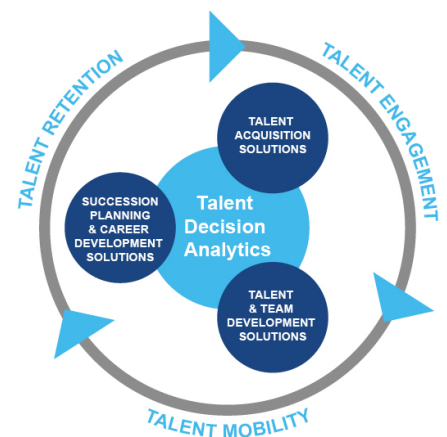 TALENT RETENTION
TALENT ENGAGEMENT
TALENT
ACQUISITION
SOLUTIONS
SUCCESSION
PLANNING
& CAREER
DEVELOPMENT
SOLUTIONS
Talent
Decision
Analytics
TALENT
& TEAM
DEVELOPMENT
SOLUTIONS
TALENT MOBILITY